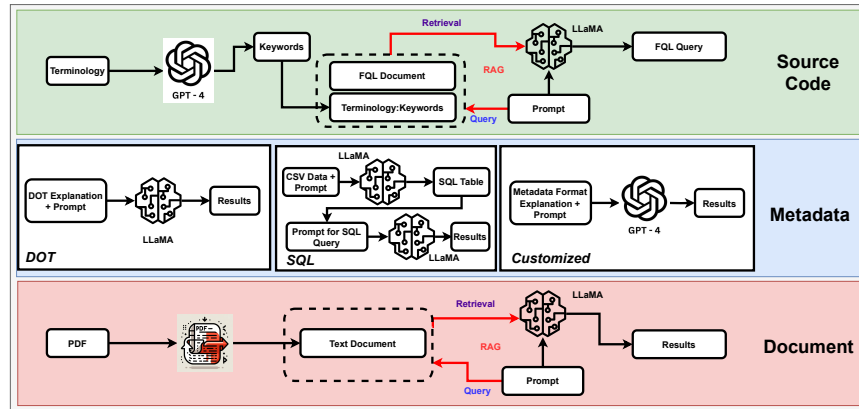 Retrieval
LLaMA
Terminology
GPT - 4
Keywords
FQL Document
Terminology:Keywords
RAG
Query
Prompt
FQL Query
Source
Code
DOT Explanation
+ Prompt
LLaMA
Results
DOT
CSV Data +
Prompt
LLaMA
SQL Table
Prompt for SQL
Query
LLaMA
Results
SQL
Metadata Format
Explanation +
Prompt
GPT - 4
Results
Customized
Metadata
PDF
PDF
Text Document
Retrieval
RAG
Query
LLaMA
Prompt
Results
Document